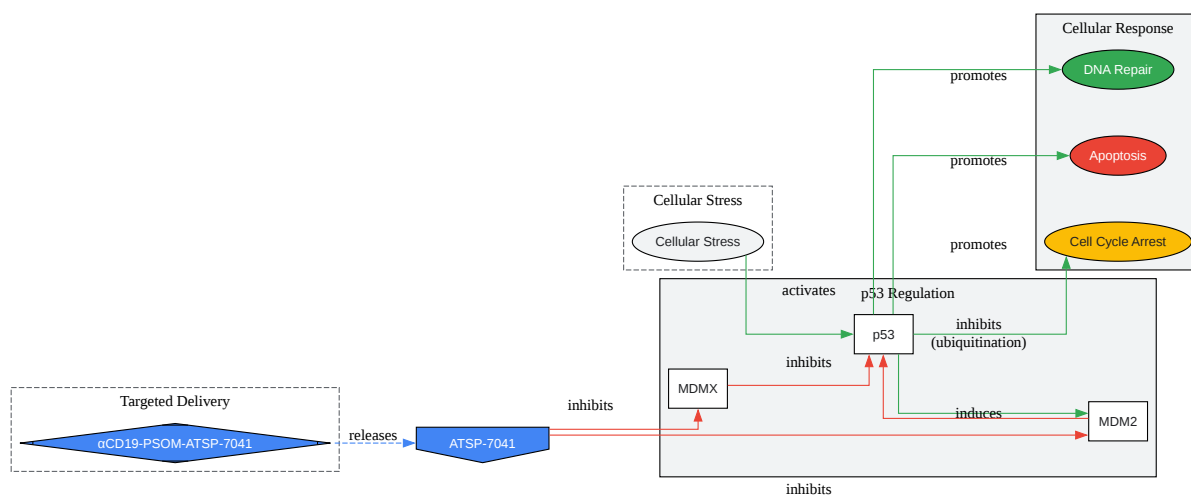 Cellular Response
DNA Repair
promotes
Apoptosis
promotes
Cellular Stress
Cellular Stress
promotes
Cell Cycle Arrest
activates
p53 Regulation
p53
inhibits
(ubiquitination)
inhibits
MDMX
Targeted Delivery
inhibits
induces
MDM2
αCD19-PSOM-ATSP-7041
releases
ATSP-7041
inhibits